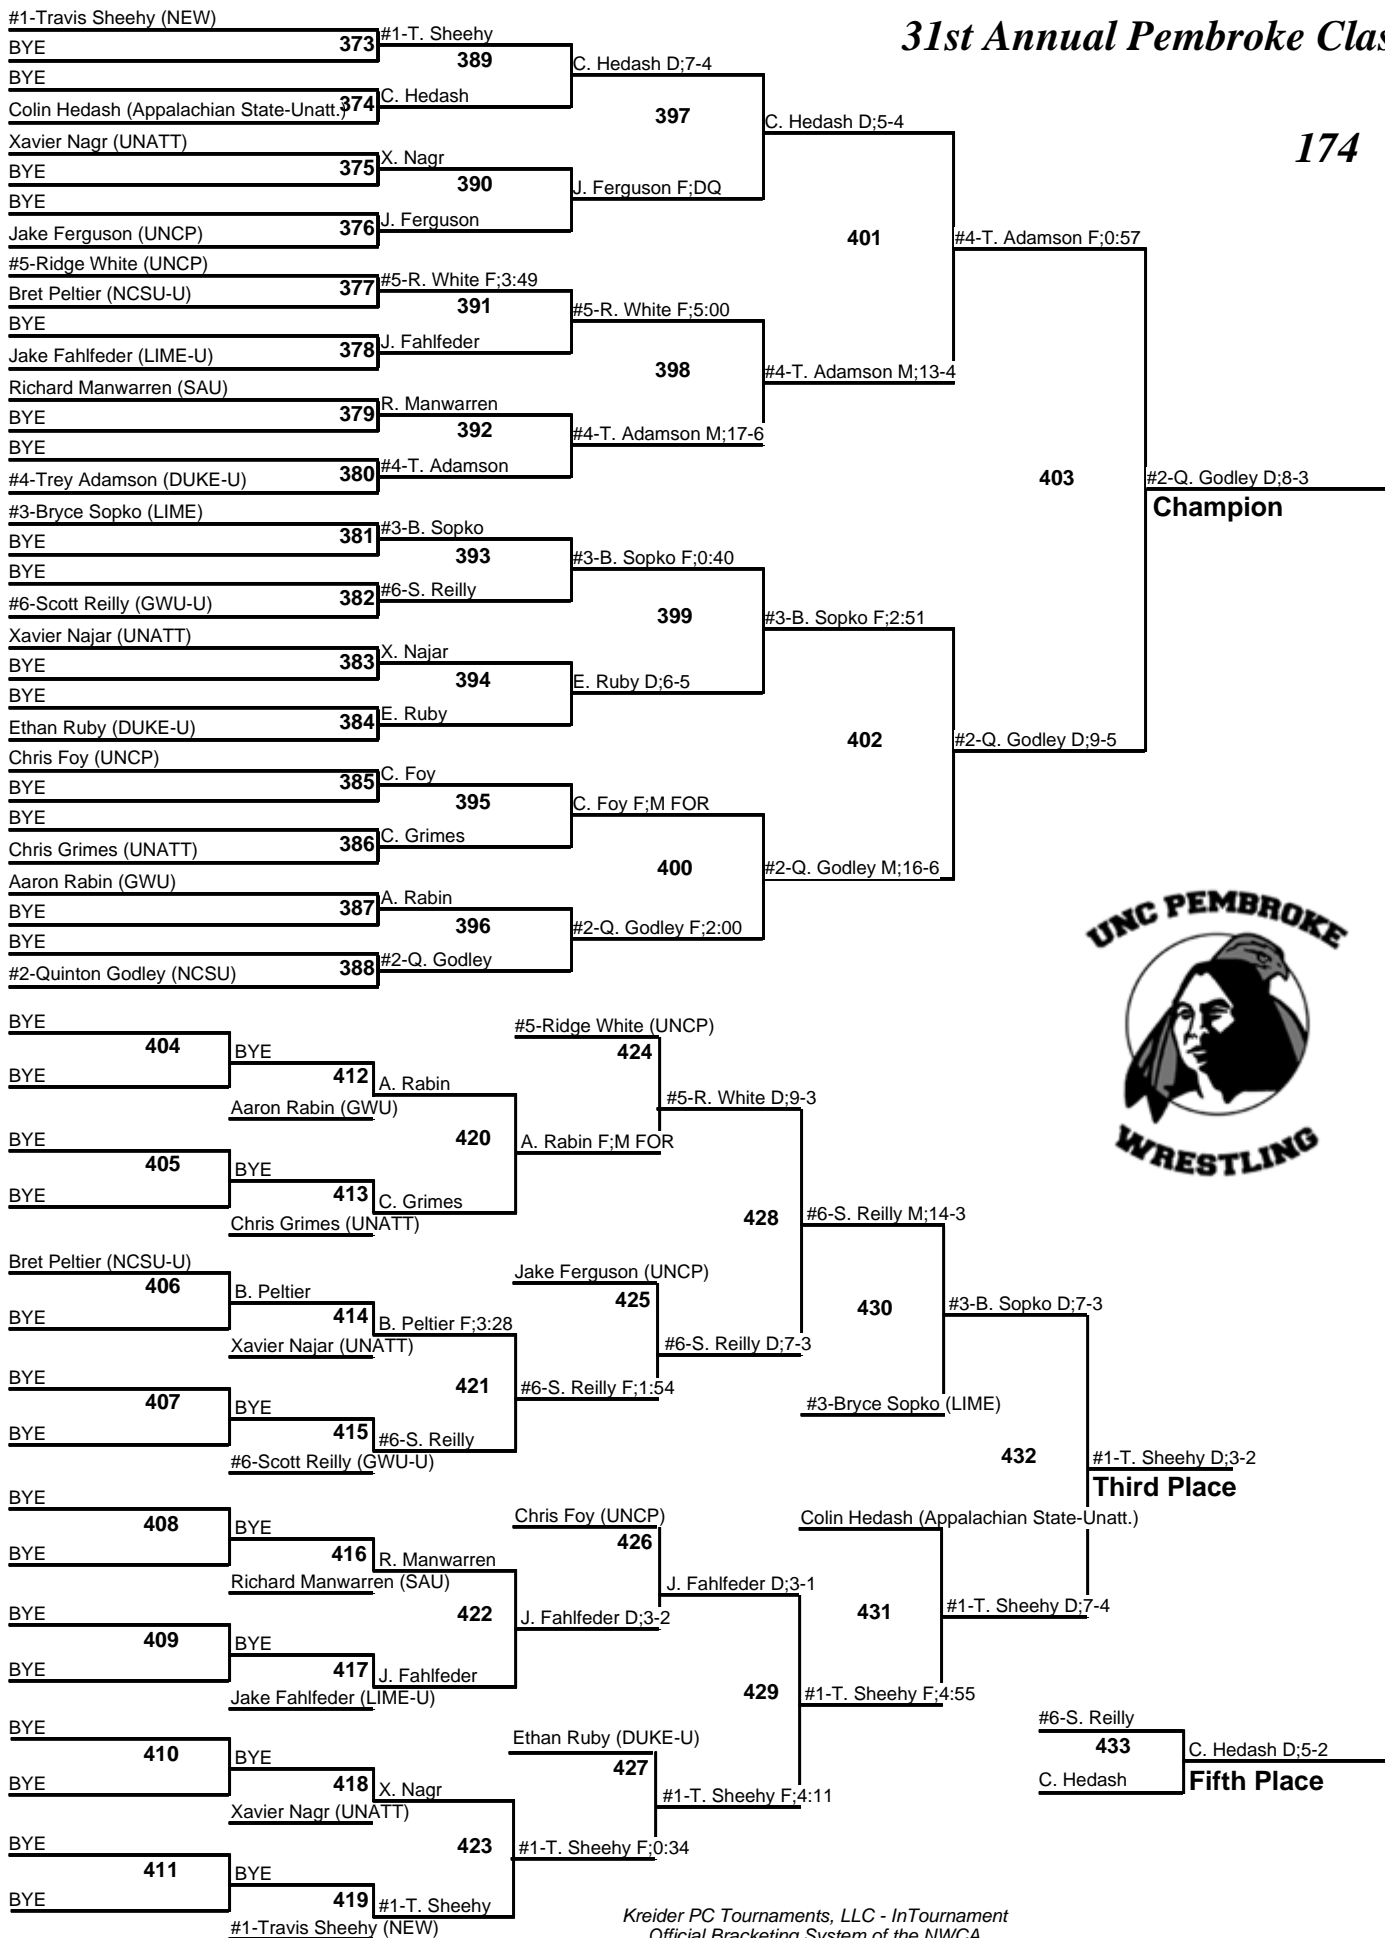 31st Annual Pembroke Clas
174
#1-Travis Sheehy (NEW)
BYE
373
#1-T. Sheehy
389
BYE
Colin Hedash (Appalachian State-Unatt.)
374
C. Hedash
C. Hedash D;7-4
397
Xavier Nagr (UNATT)
BYE
375
X. Nagr
390
BYE
Jake Ferguson (UNCP)
376
J. Ferguson
J. Ferguson F;DQ
C. Hedash D;5-4
401
#5-Ridge White (UNCP)
Bret Peltier (NCSU-U)
377
#5-R. White F;3:49
391
BYE
Jake Fahlfeder (LIME-U)
378
J. Fahlfeder
#5-R. White F;5:00
398
Richard Manwarren (SAU)
BYE
379
R. Manwarren
392
BYE
#4-Trey Adamson (DUKE-U)
380
#4-T. Adamson
#4-T. Adamson M;17-6
#4-T. Adamson M;13-4
#4-T. Adamson F;0:57
403
#2-Q. Godley D;8-3
Champion
#3-Bryce Sopko (LIME)
BYE
381
#3-B. Sopko
393
BYE
#6-Scott Reilly (GWU-U)
382
#6-S. Reilly
#3-B. Sopko F;0:40
399
Xavier Najar (UNATT)
BYE
383
X. Najar
394
BYE
Ethan Ruby (DUKE-U)
384
E. Ruby
E. Ruby D;6-5
#3-B. Sopko F;2:51
402
#2-Q. Godley D;9-5
Chris Foy (UNCP)
BYE
385
C. Foy
395
BYE
Chris Grimes (UNATT)
386
C. Grimes
C. Foy F;M FOR
400
#2-Q. Godley M;16-6
Aaron Rabin (GWU)
BYE
387
A. Rabin
396
BYE
#2-Quinton Godley (NCSU)
388
#2-Q. Godley
#2-Q. Godley F;2:00
UNC PEMBROKE
WRESTLING
BYE
404
BYE
BYE
412
Aaron Rabin (GWU)
A. Rabin
420
BYE
405
BYE
BYE
413
Chris Grimes (UNATT)
C. Grimes
A. Rabin F;M FOR
#5-Ridge White (UNCP)
424
#5-R. White D;9-3
428
Bret Peltier (NCSU-U)
406
BYE
B. Peltier
414
Xavier Najar (UNATT)
B. Peltier F;3:28
421
BYE
407
BYE
BYE
415
#6-Scott Reilly (GWU-U)
#6-S. Reilly
#6-S. Reilly F;1:54
Jake Ferguson (UNCP)
425
#6-S. Reilly D;7-3
#6-S. Reilly M;14-3
430
#3-Bryce Sopko (LIME)
#3-B. Sopko D;7-3
432
#1-T. Sheehy D;3-2
Third Place
BYE
408
BYE
BYE
416
Richard Manwarren (SAU)
R. Manwarren
422
BYE
409
BYE
BYE
417
Jake Fahlfeder (LIME-U)
J. Fahlfeder
J. Fahlfeder D;3-2
Chris Foy (UNCP)
426
J. Fahlfeder D;3-1
429
Colin Hedash (Appalachian State-Unatt.)
431
#1-T. Sheehy D;7-4
#1-T. Sheehy F;4:55
BYE
410
BYE
BYE
418
Xavier Nagr (UNATT)
X. Nagr
423
BYE
411
BYE
BYE
419
#1-Travis Sheehy (NEW)
#1-T. Sheehy
#1-T. Sheehy F;0:34
Ethan Ruby (DUKE-U)
427
#1-T. Sheehy F;4:11
#6-S. Reilly
433
C. Hedash
C. Hedash D;5-2
Fifth Place
Kreider PC Tournaments, LLC - InTournament
Official Bracketing System of the NWCA